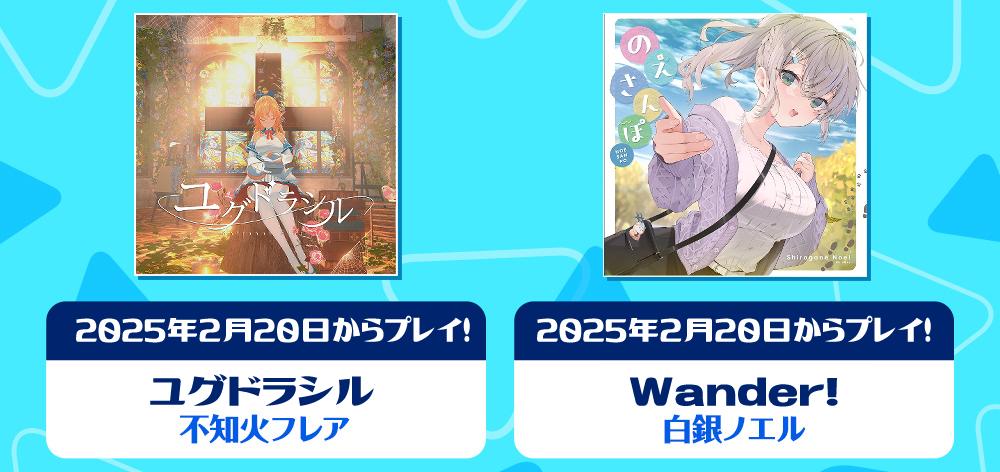 ユグドラシル
のえさんぽ
NOE
SAN
PO
Shirogane Noel
2025年2月20日からプレイ!
ユグドラシル
不知火フレア
2025年2月20日からプレイ!
Wander!
白銀ノエル